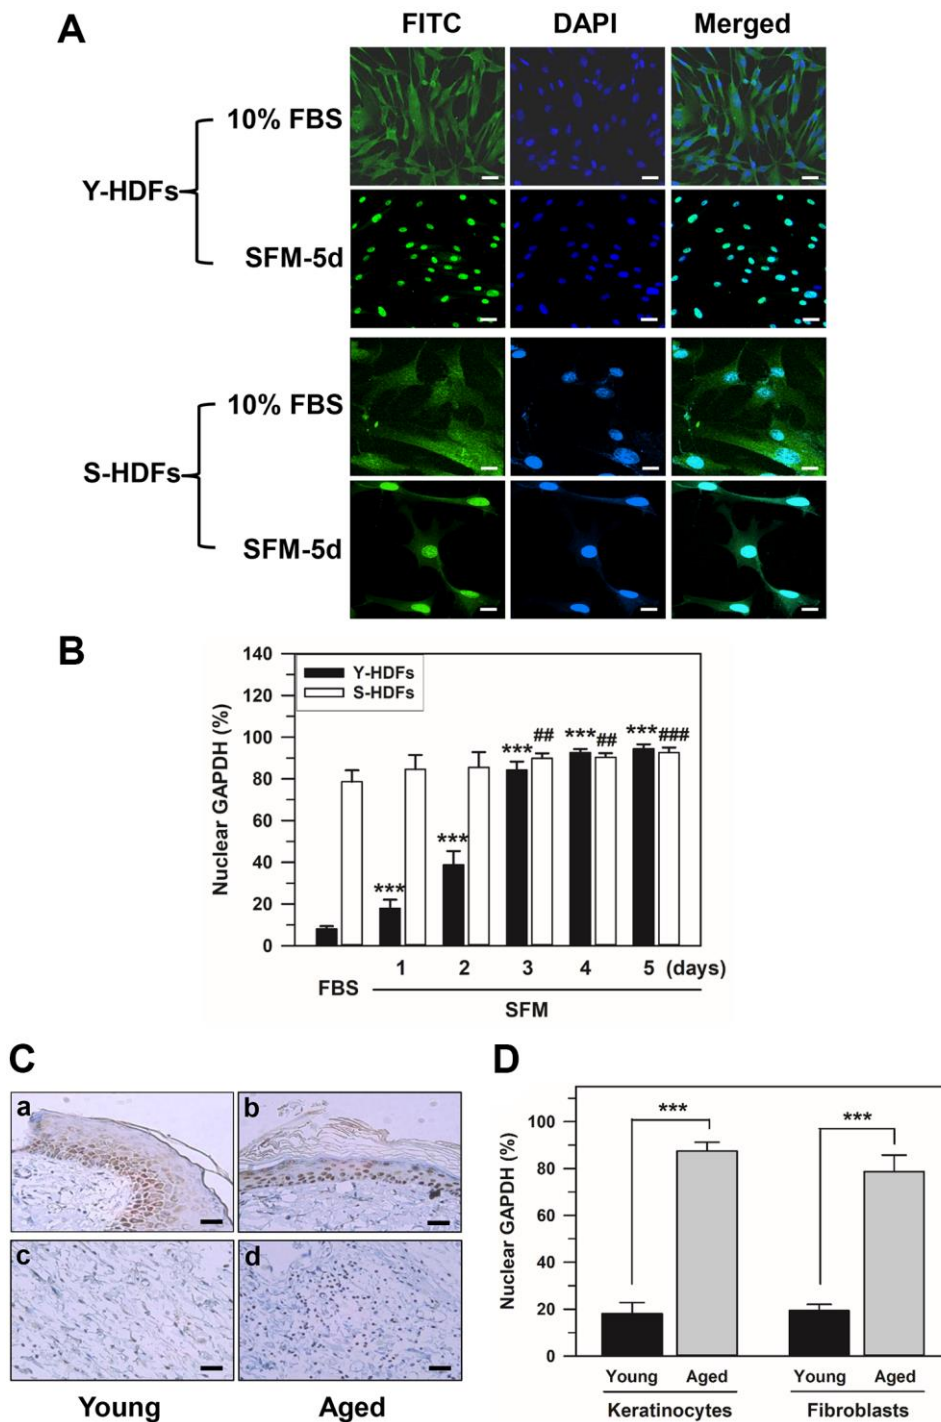 A
FITC DAPI Merged
10% FBS
Y-HDFs
SFM-5d
10% FBS
S-HDFs
SFM-5d
B
140
120
100
80
60
40
20
0
Nuclear GAPDH (%)
Y-HDFs
S-HDFs
*** ## *** ## *** ###
***
***
1 2 3 4 5 (days)
FBS
SFM
C
a b
c d
Young Aged
D
100
80
60
40
20
0
Nuclear GAPDH (%)
*** ***
Young Aged Young Aged
Keratinocytes Fibroblasts